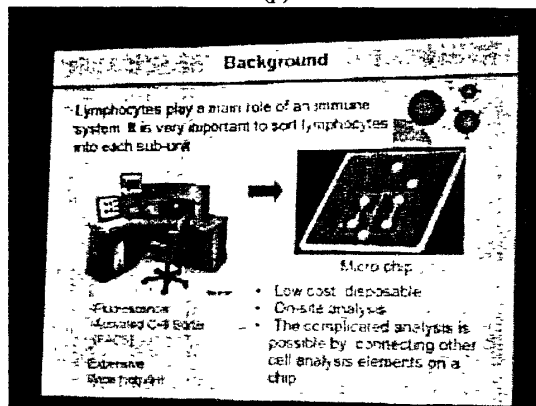 Background
Lymphocytes play a main role of an immune
system. It is very important to sort lymphocytes
into each sub-unit
Micro chip
• Low cost, disposable
• On-site analysis
• The complicated analysis is
possible by connecting other
cell analysis elements on a
chip
Fluorescence
Activated Cell Sorter
(FACS)
Expensive